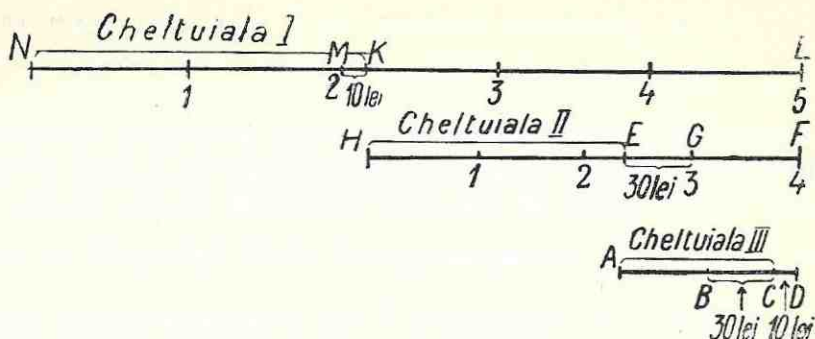 N Cheltuiala I M K L
1 2 10 lei 3 4 5
H Cheltuiala II E G F
1 2 30 lei 3 4
A Cheltuiala III
B C D
30 lei 10 lei